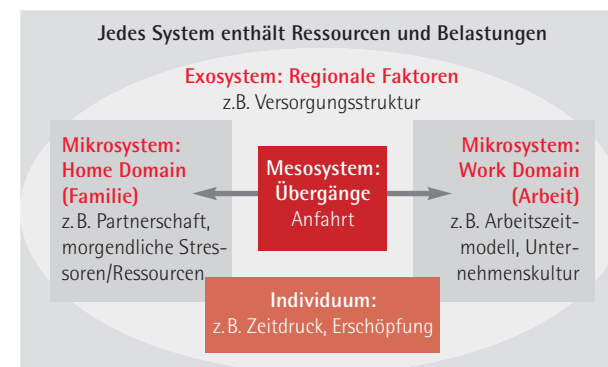 Jedes System enthält Ressourcen und Belastungen
Exosystem: Regionale Faktoren
z.B. Versorgungsstruktur
Mikrosystem:
Home Domain
(Familie)
z.B. Partnerschaft,
morgendliche Stres-
soren/Ressourcen
Mesosystem:
Übergänge
Anfahrt
Mikrosystem:
Work Domain
(Arbeit)
z.B. Arbeitszeit-
modell, Unter-
nehmenskultur
Individuum:
z.B. Zeitdruck, Erschöpfung